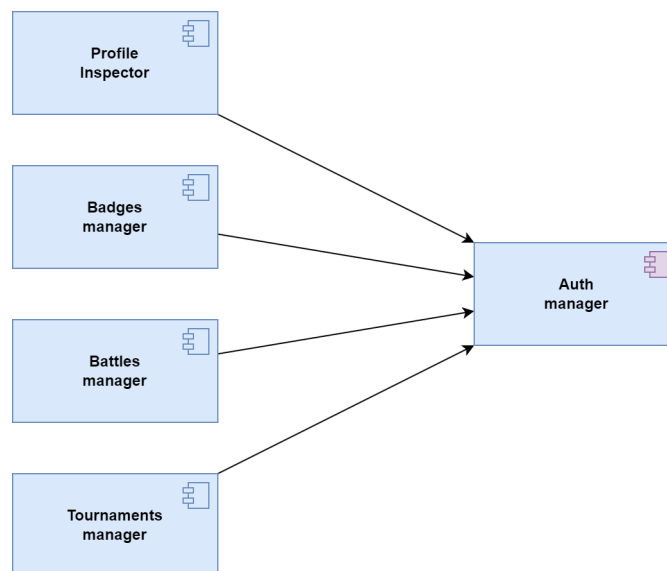 Profile
Inspector
Badges
manager
Battles
manager
Tournaments
manager
Auth
manager